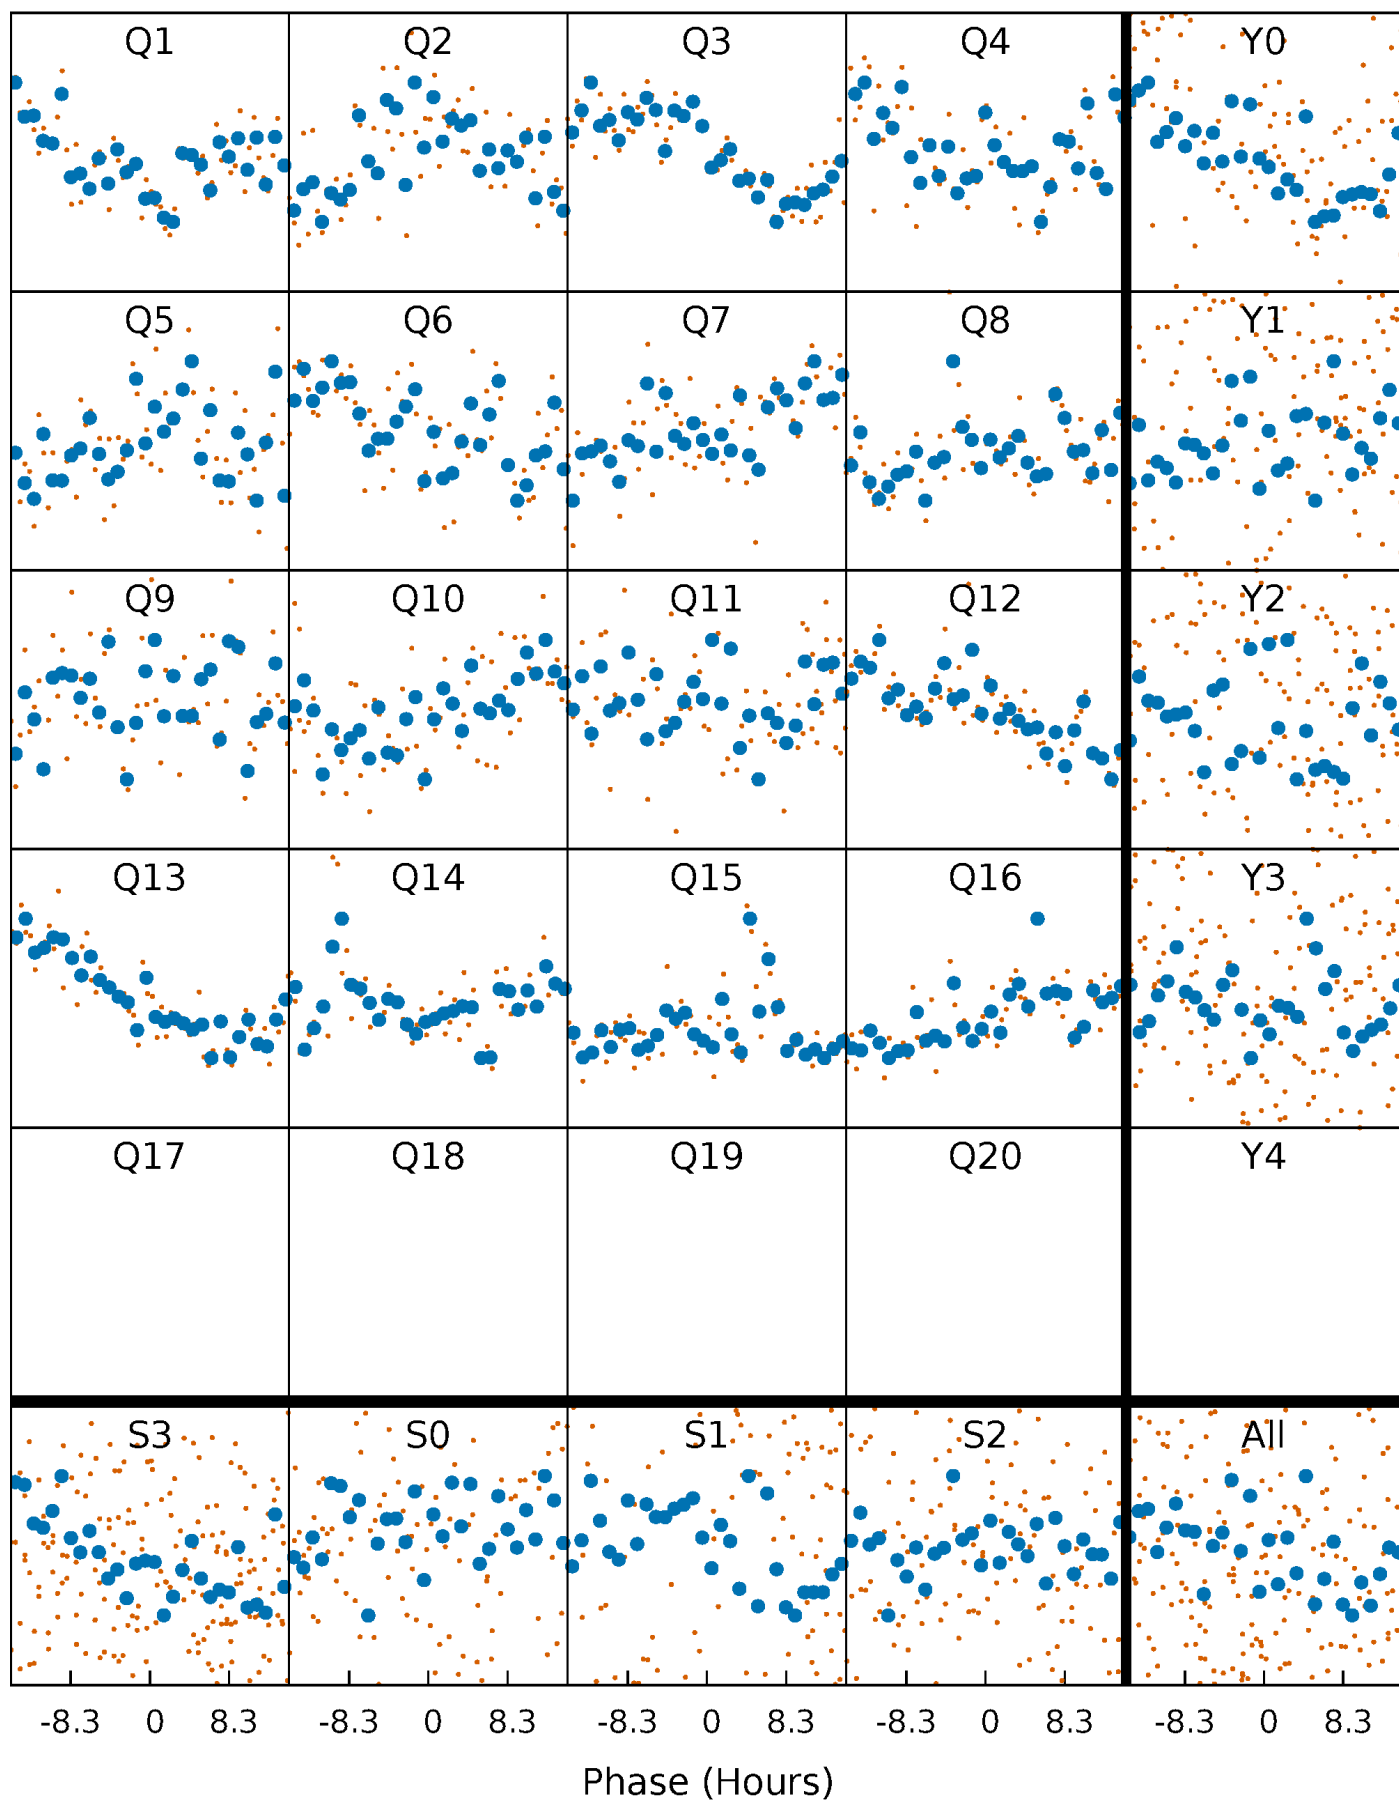 Q1 Q2 Q3 Q4 Y0
Q5 Q6 Q7 Q8 Y1
Q9 Q10 Q11 Q12 Y2
Q13 Q14 Q15 Q16 Y3
Q17 Q18 Q19 Q20 Y4
S3 S0 S1 S2 All
-8.3 0 8.3 -8.3 0 8.3 -8.3 0 8.3 -8.3 0 8.3 -8.3 0 8.3
Phase (Hours)